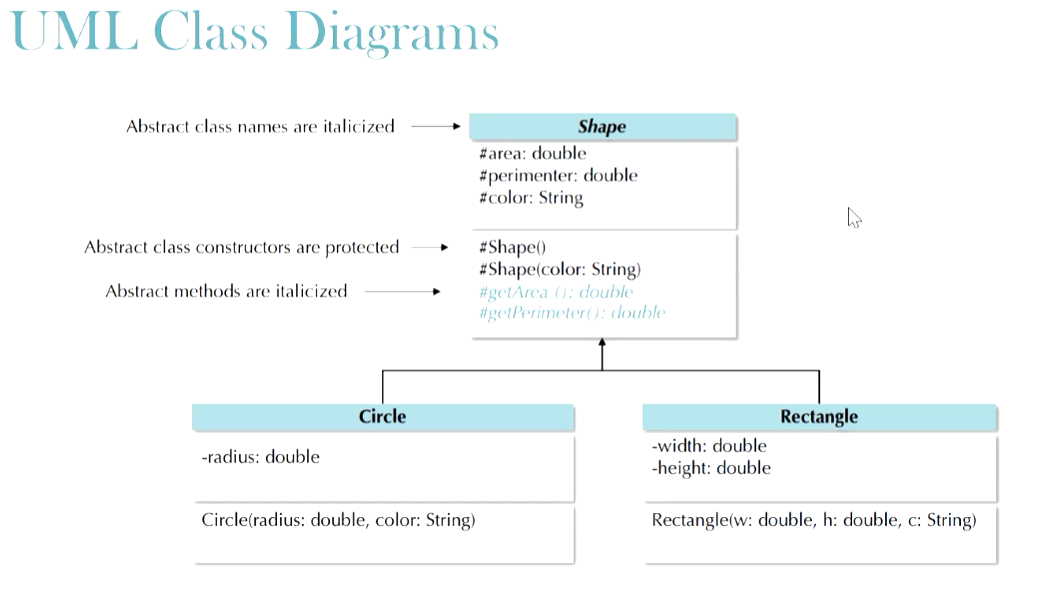 UML Class Diagrams
Abstract class names are italicized
Shape
#area: double
#perimenter: double
#color: String
Abstract class constructors are protected
#Shape()
#Shape(color: String)
Abstract methods are italicized
#getArea (): double
#getPerimeter(): double
Circle
-radius: double
Circle(radius: double, color: String)
Rectangle
-width: double
-height: double
Rectangle(w: double, h: double, c: String)